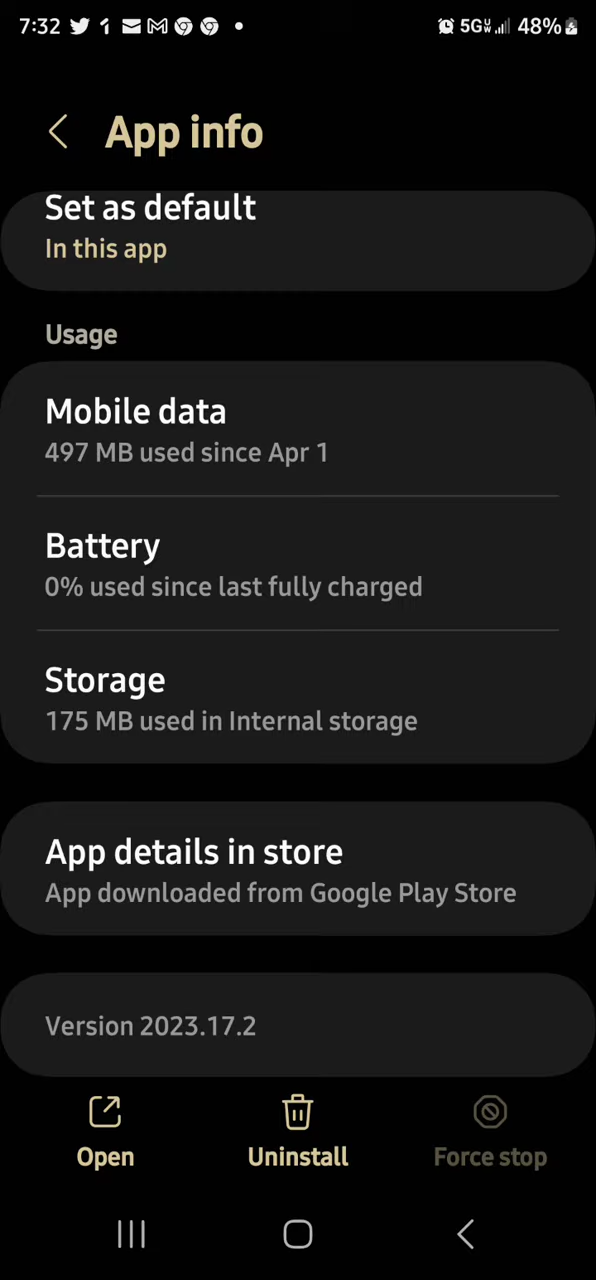 7:32 5G 48%
App info
Set as default
In this app
Usage
Mobile data
497 MB used since Apr 1
Battery
0% used since last fully charged
Storage
175 MB used in Internal storage
App details in store
App downloaded from Google Play Store
Version 2023.17.2
Open Uninstall Force stop